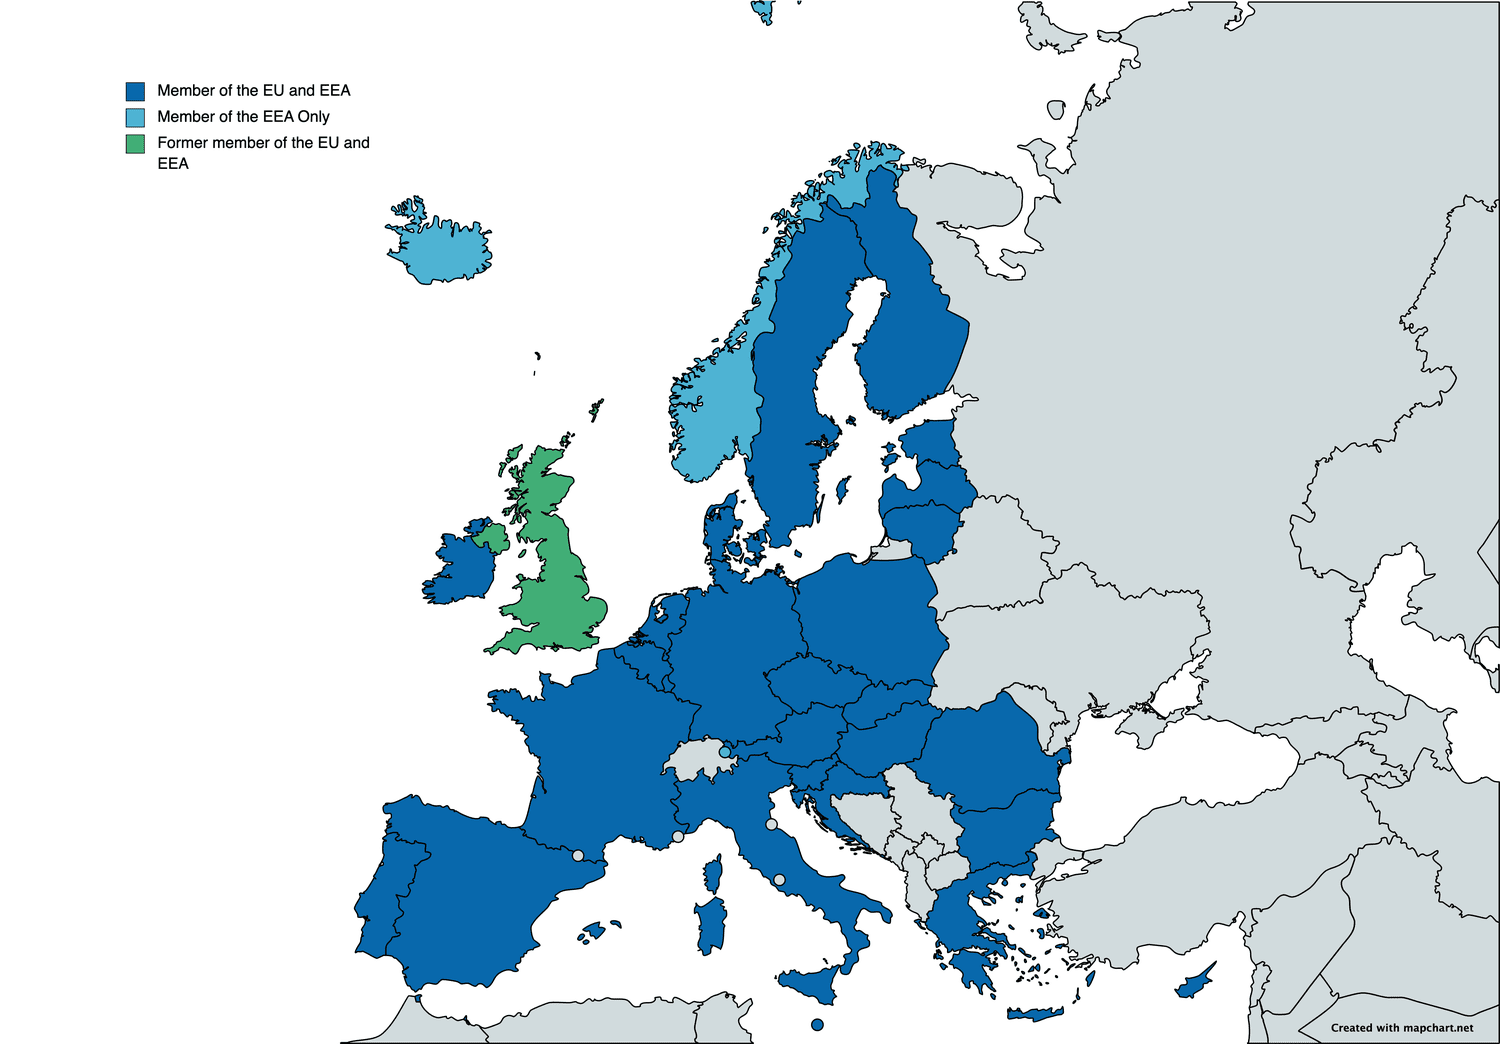 Member of the EU and EEA
Member of the EEA Only
Former member of the EU and
EEA
Created with mapchart.net